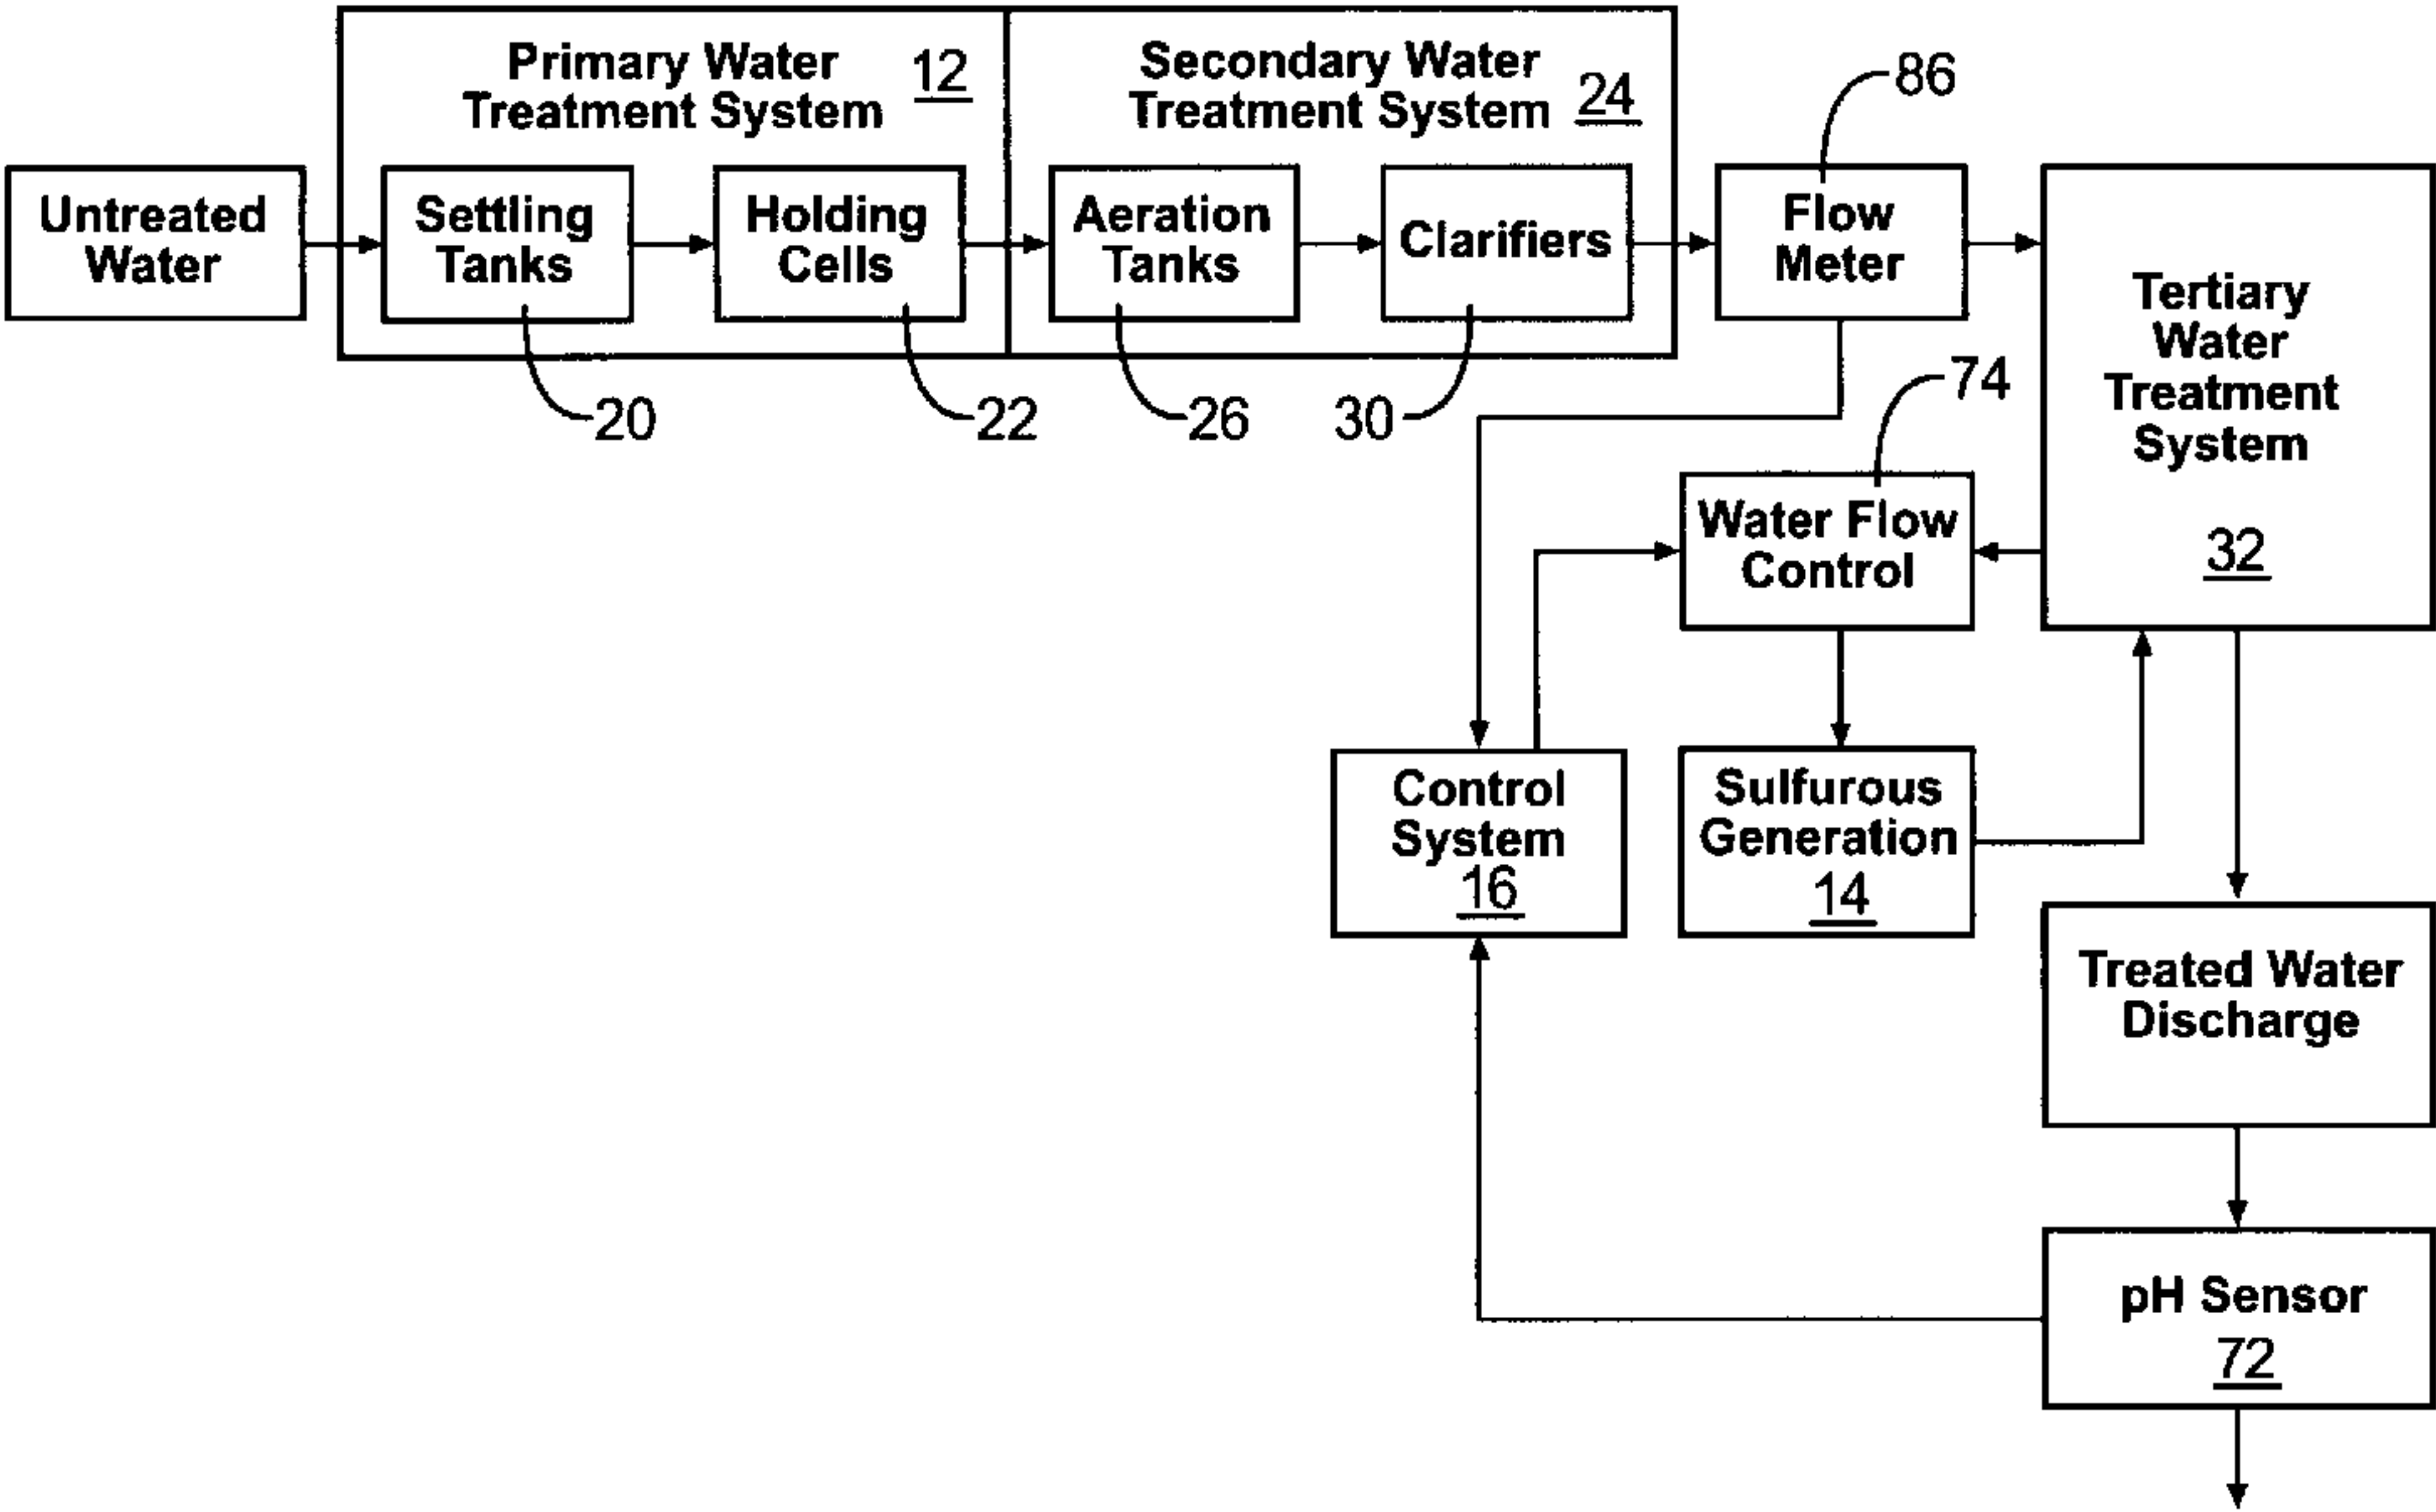 Primary Water
Treatment System
12
Secondary Water
Treatment System
24
86
Untreated
Water
Settling
Tanks
Holding
Cells
Aeration
Tanks
Clarifiers
Flow
Meter
Tertiary
Water
Treatment
System
32
20
22
26
30
74
Water Flow
Control
Control
System
16
Sulfurous
Generation
14
Treated Water
Discharge
pH Sensor
72